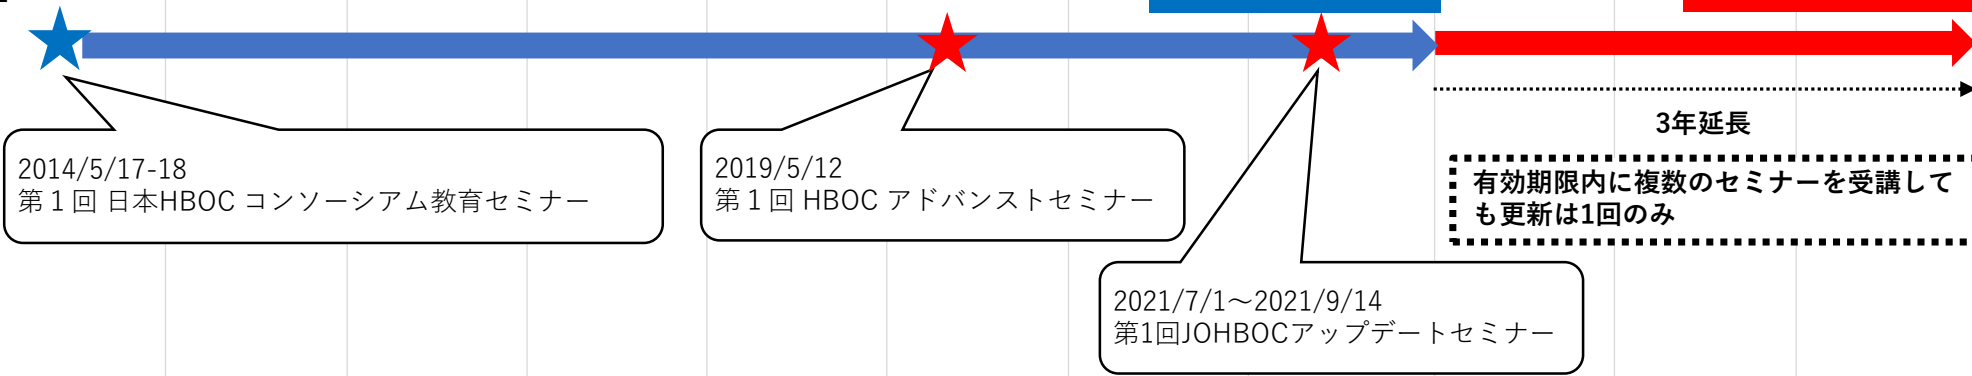 2014/5/17-18
第１回 日本HBOC コンソーシアム教育セミナー
2019/5/12
第１回 HBOC アドバンストセミナー
2021/7/1～2021/9/14
第1回JOHBOCアップデートセミナー
3年延長
有効期限内に複数のセミナーを受講して
も更新は1回のみ